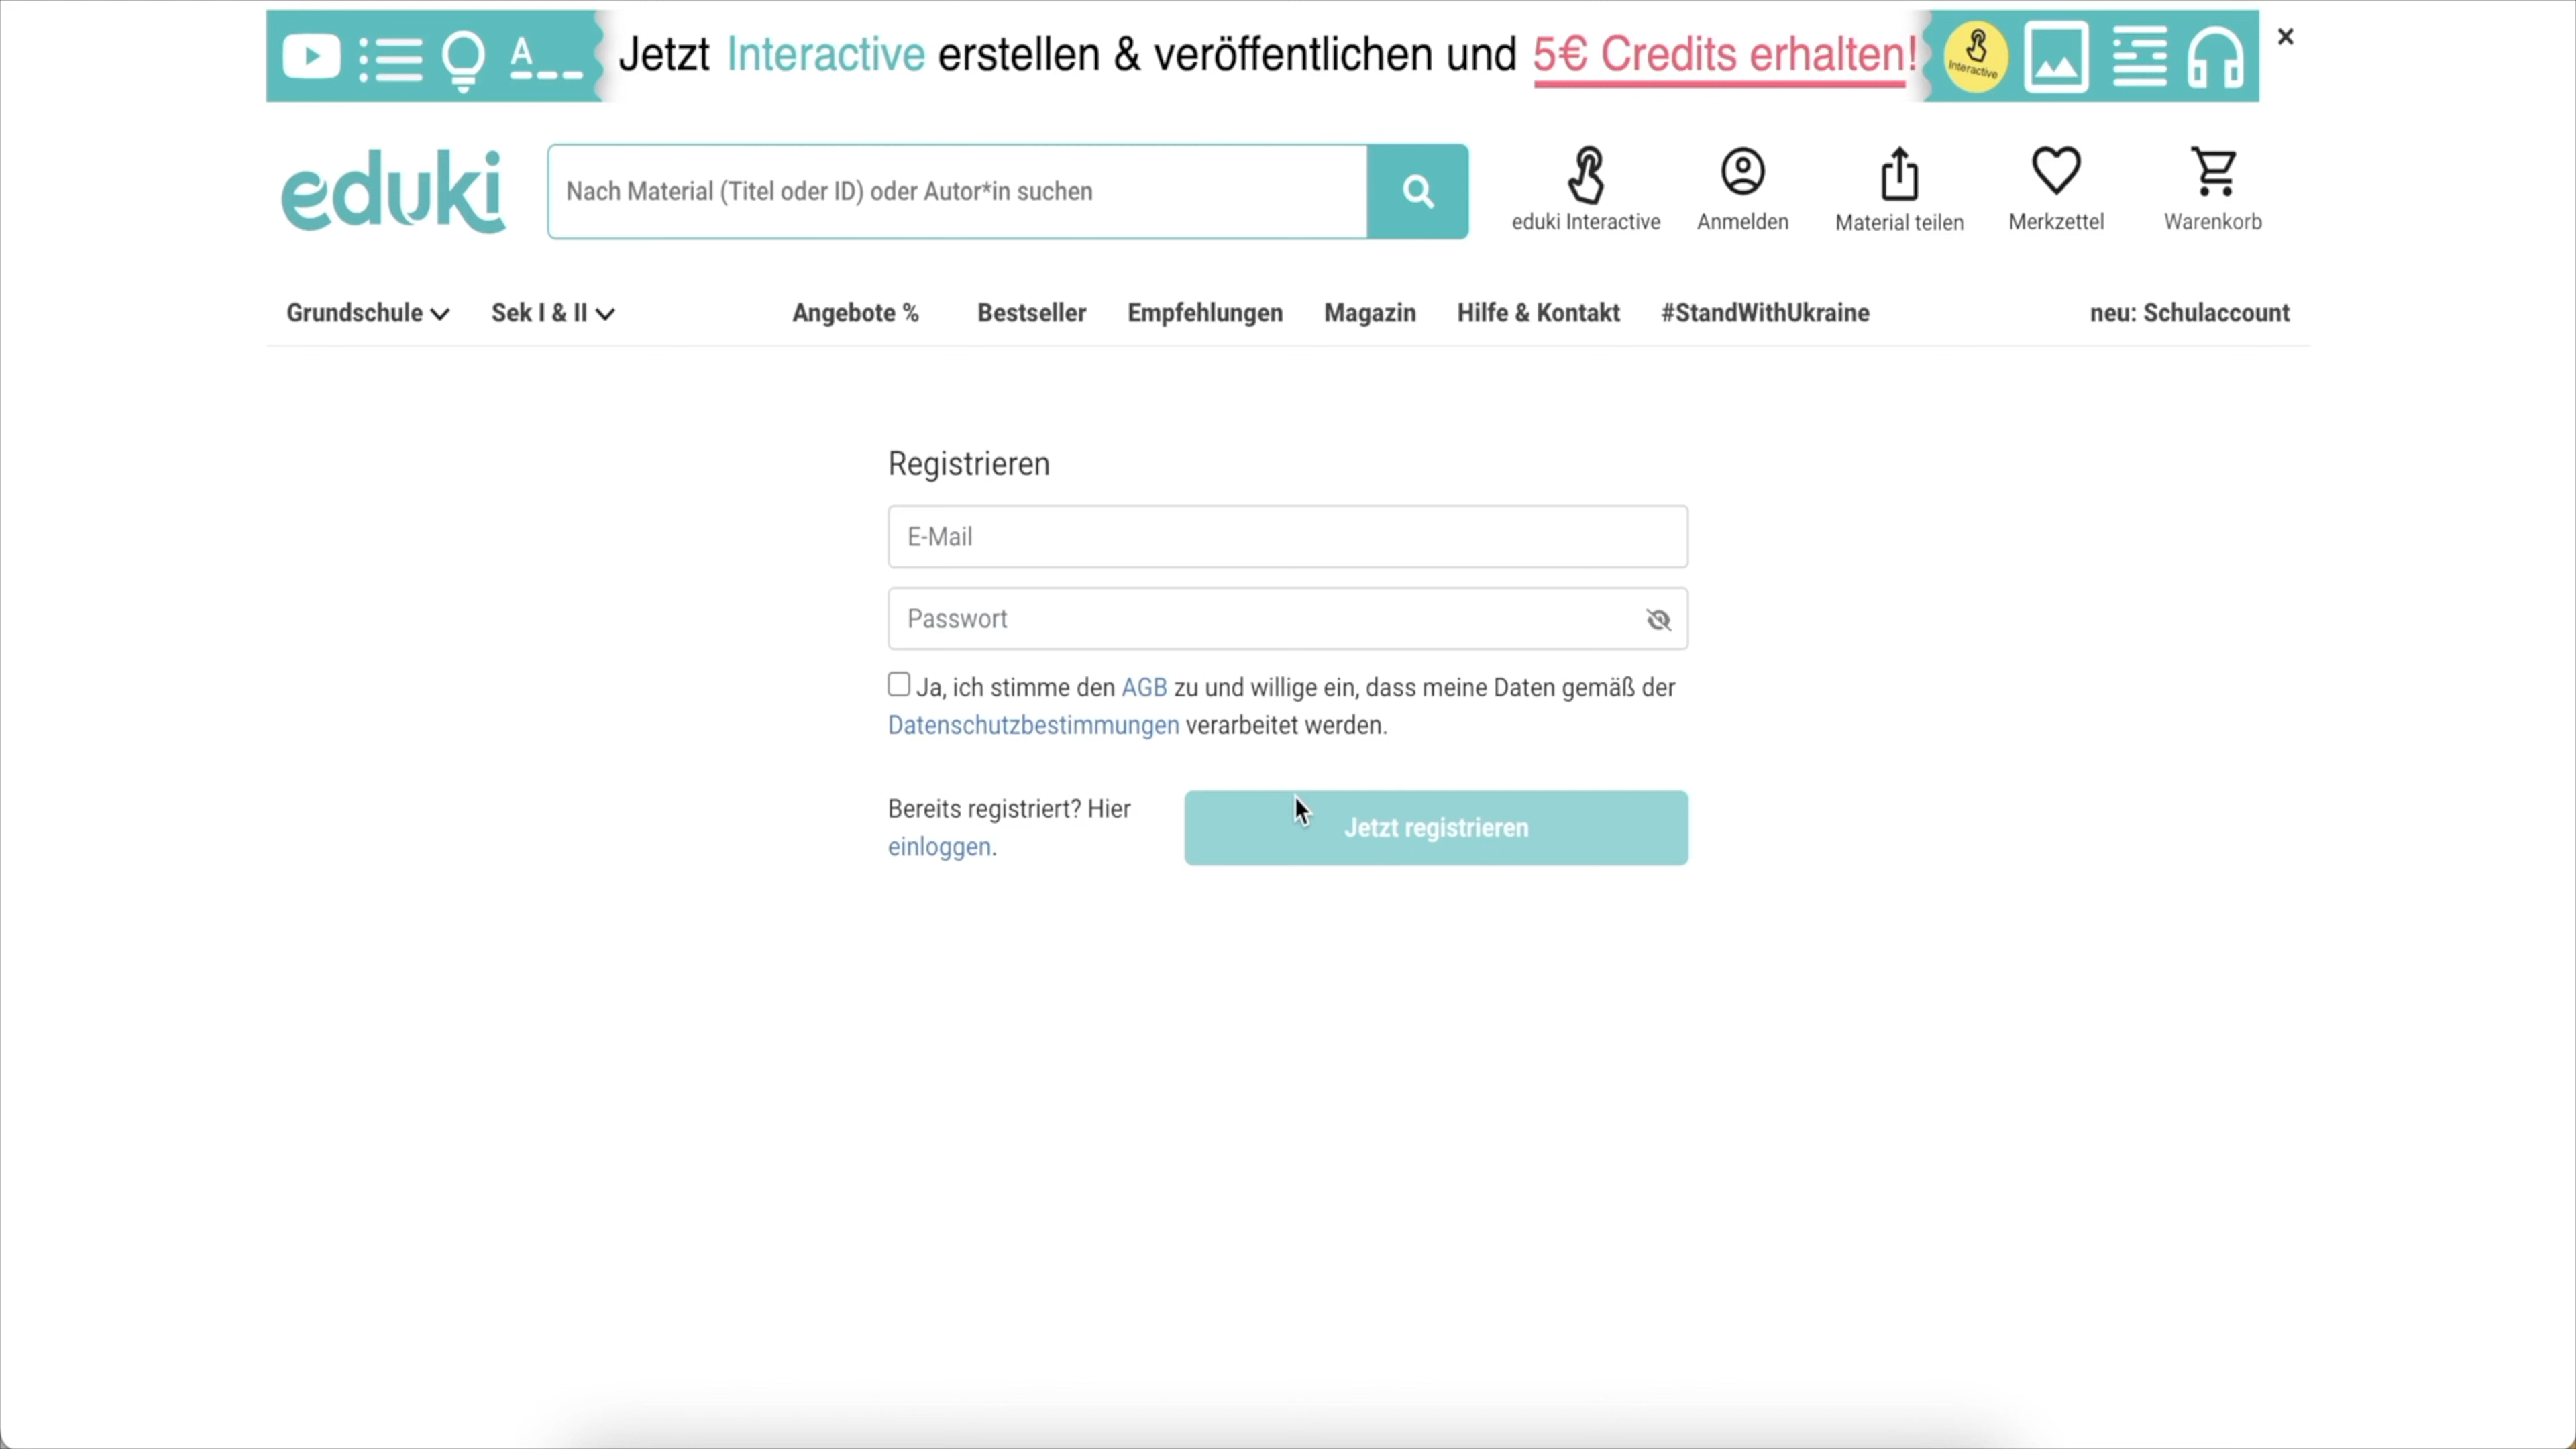 A
Jetzt Interactive erstellen & veröffentlichen und 5€ Credits erhalten!
Interactive
eduki
Nach Material (Titel oder ID) oder Autor*in suchen
eduki Interactive
Anmelden
Material teilen
Merkzettel
Warenkorb
Grundschule
Sek I & II
Angebote %
Bestseller
Empfehlungen
Magazin
Hilfe & Kontakt
#StandWithUkraine
neu: Schulaccount
Registrieren
E-Mail
Passwort
Ja, ich stimme den AGB zu und willige ein, dass meine Daten gemäß der
Datenschutzbestimmungen verarbeitet werden.
Bereits registriert? Hier
einloggen.
Jetzt registrieren